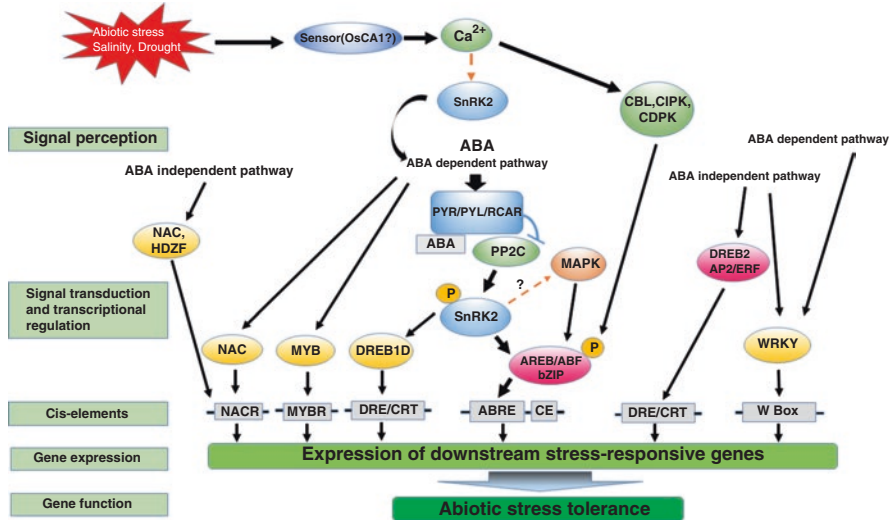 Abiotic stress
Salinity, Drought
Sensor(OsCA1?)
Ca2+
SnRK2
CBL,CIPK,
CDPK
Signal perception
ABA
ABA dependent pathway
ABA dependent pathway
ABA independent pathway
ABA independent pathway
PYR/PYL/RCAR
ABA
PP2C
NAC,
HDZF
MAPK
DREB2
AP2/ERF
Signal transduction
and transcriptional
regulation
P
?
SnRK2
NAC
MYB
DREB1D
AREB/ABF
bZIP
P
WRKY
Cis-elements
NACR
MYBR
DRE/CRT
ABRE
CE
DRE/CRT
W Box
Gene expression
Expression of downstream stress-responsive genes
Gene function
Abiotic stress tolerance